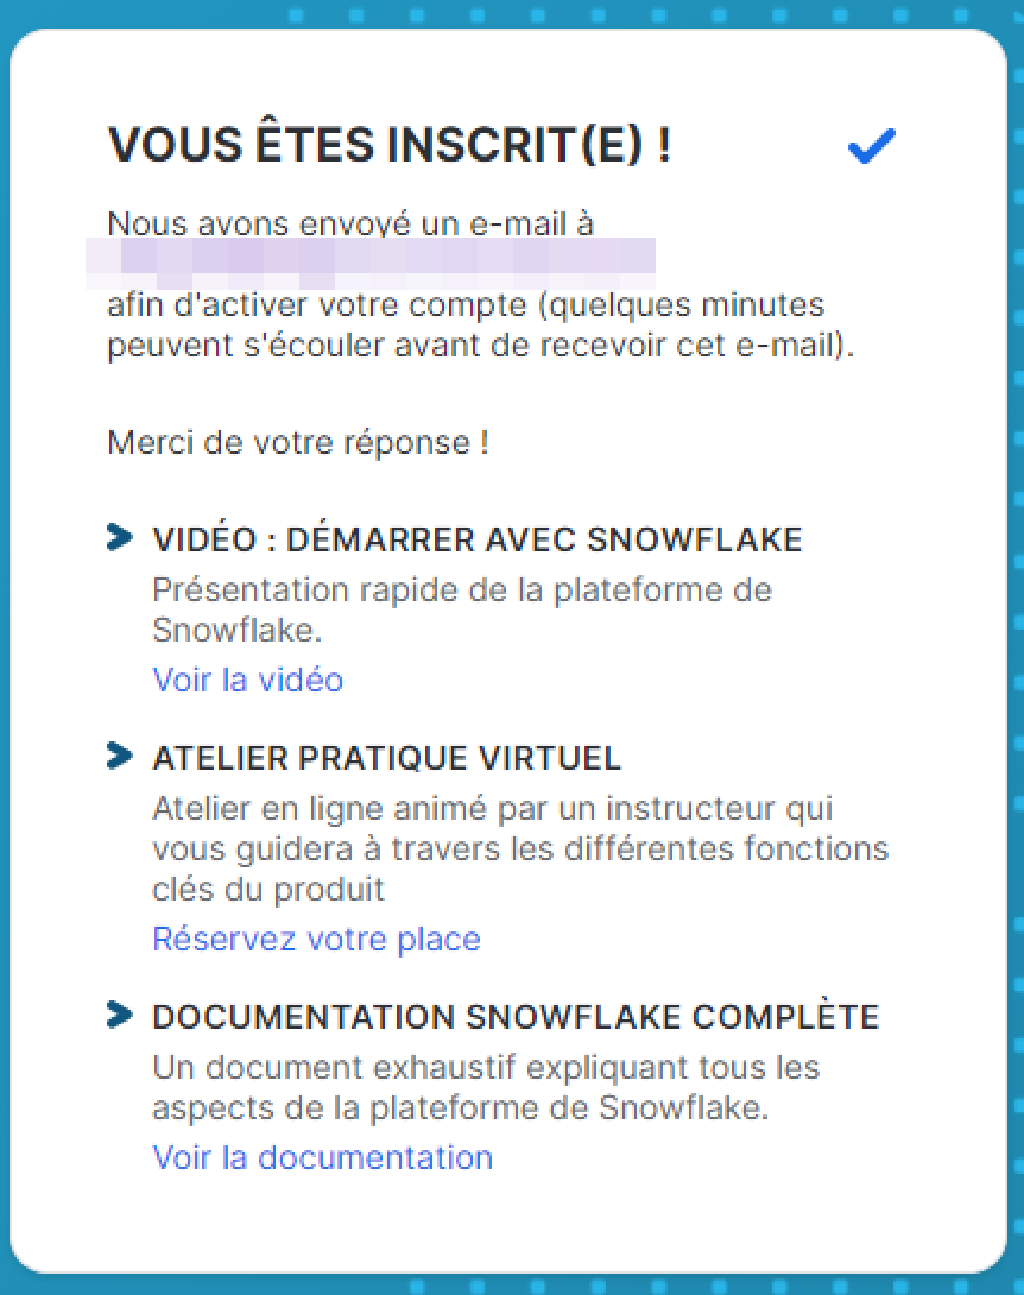 VOUS ÊTES INSCRIT(E) !
Nous avons envoyé un e-mail à
afin d'activer votre compte (quelques minutes
peuvent s'écouler avant de recevoir cet e-mail).
Merci de votre réponse !
VIDÉO : DÉMARRER AVEC SNOWFLAKE
Présentation rapide de la plateforme de
Snowflake.
Voir la vidéo
ATELIER PRATIQUE VIRTUEL
Atelier en ligne animé par un instructeur qui
vous guidera à travers les différentes fonctions
clés du produit
Réservez votre place
DOCUMENTATION SNOWFLAKE COMPLÈTE
Un document exhaustif expliquant tous les
aspects de la plateforme de Snowflake.
Voir la documentation